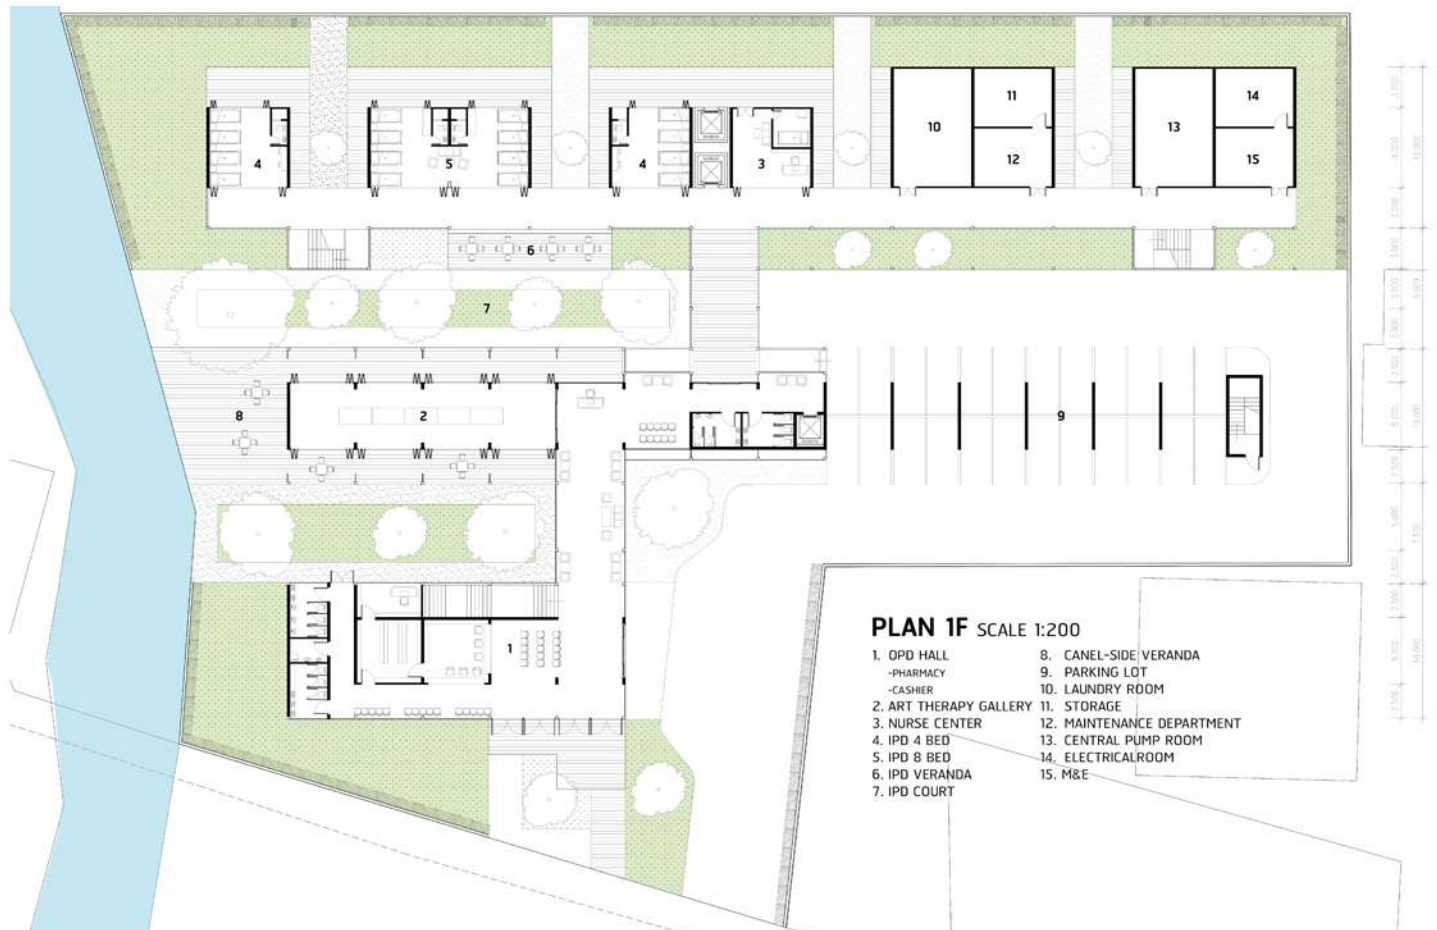 11
14
10
13
4
5
4
3
12
15
6
7
8
2
9
1
PLAN 1F SCALE 1:200
1. OPD HALL
-PHARMACY
-CASHIER
2. ART THERAPY GALLERY
3. NURSE CENTER
4. IPD 4 BED
5. IPD 8 BED
6. IPD VERANDA
7. IPD COURT
8. CANEL-SIDE VERANDA
9. PARKING LOT
10. LAUNDRY ROOM
11. STORAGE
12. MAINTENANCE DEPARTMENT
13. CENTRAL PUMP ROOM
14. ELECTRICALROOM
15. M&E